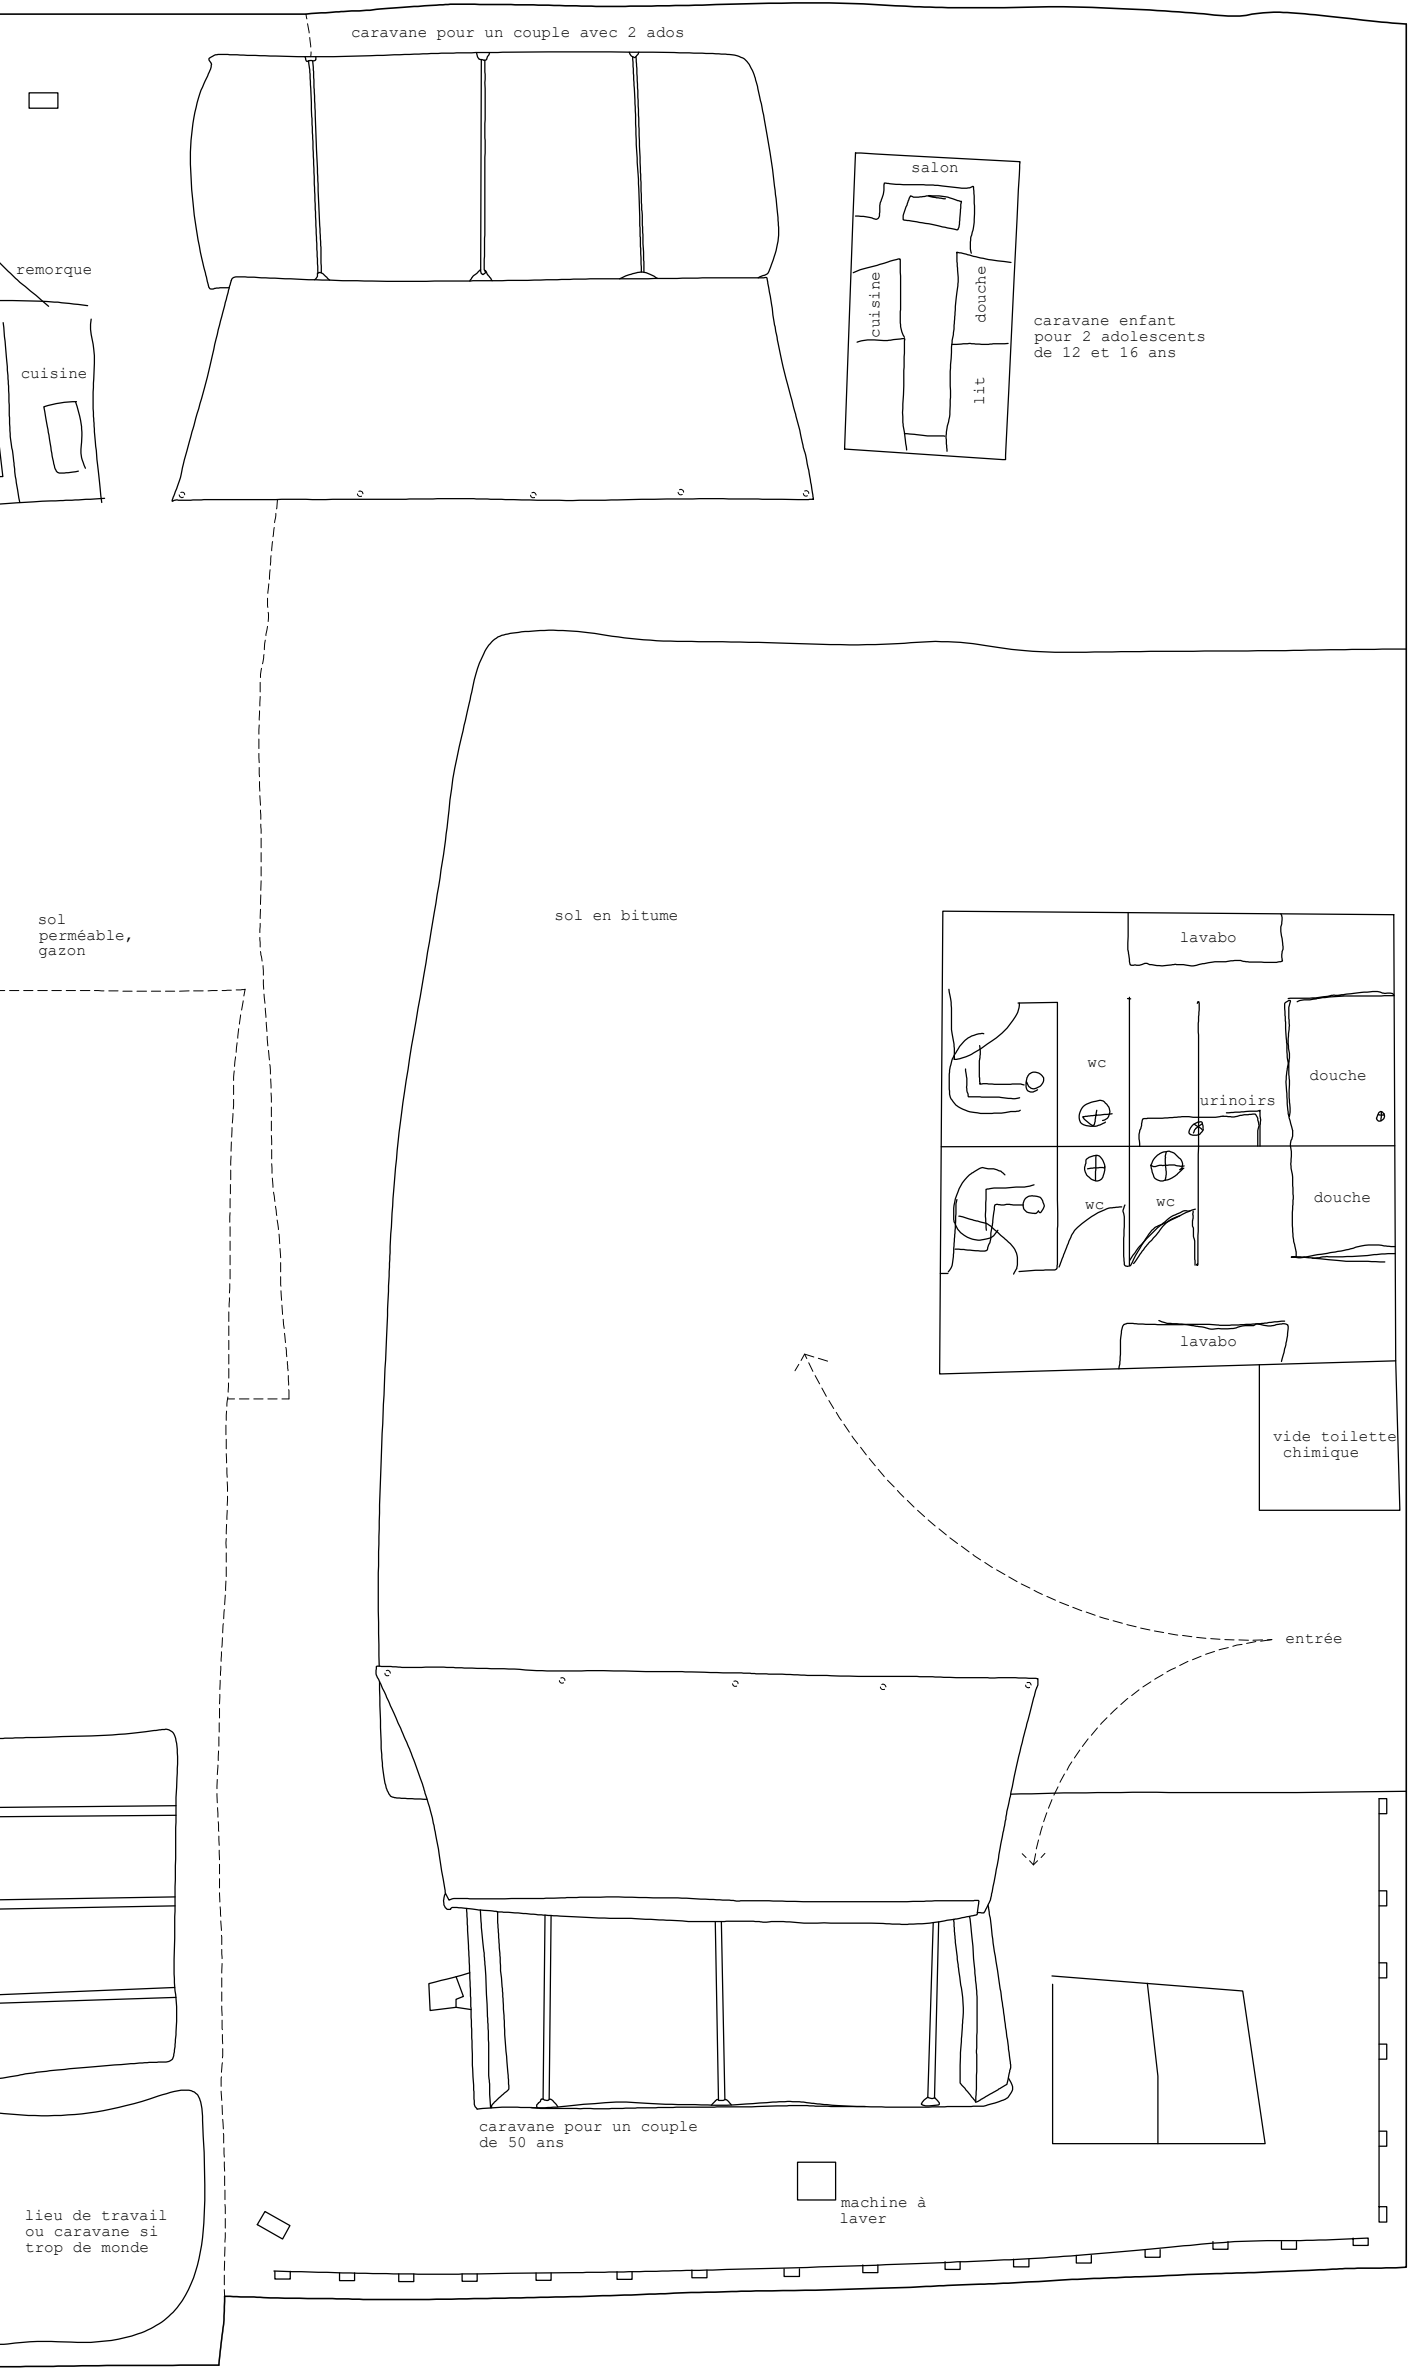 caravane pour un couple avec 2 ados
salon
remorque
cuisine
douche
caravane enfant
pour 2 adolescents
de 12 et 16 ans
cuisine
lit
sol
perméable,
gazon
sol en bitume
lavabo
wc
douche
urinoirs
wc
wc
douche
lavabo
vide toilette
chimique
entrée
caravane pour un couple
de 50 ans
machine à
laver
lieu de travail
ou caravane si
trop de monde